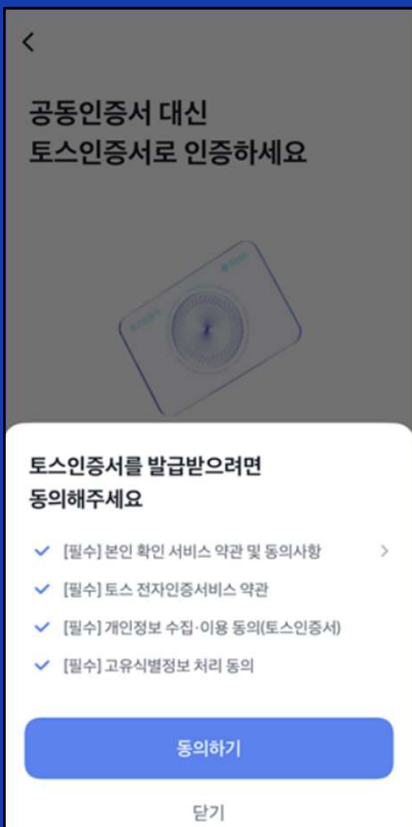 공동인증서 대신
토스인증서로 인증하세요
토스인증서를 발급받으려면
동의해주세요
[필수] 본인 확인 서비스 약관 및 동의사항
[필수] 토스 전자인증서비스 약관
[필수] 개인정보 수집·이용 동의(토스인증서)
[필수] 고유식별정보 처리 동의
동의하기
닫기